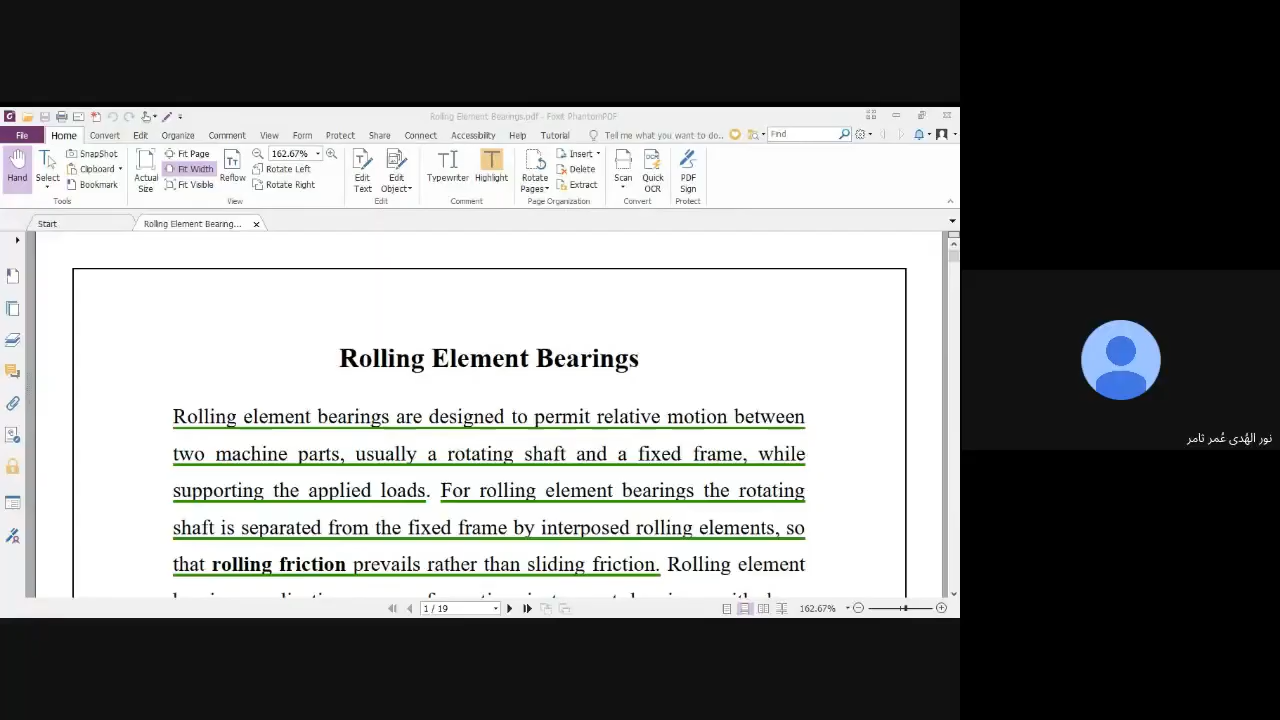 Rolling Element Bearings.pdf - Foxit PhantomPDF
File Home Convert Edit Organize Comment View Form Protect Share Connect Accessibility Help Tutorial Tell me what you want to do.. Find
Hand
Select
SnapShot
Clipboard
Bookmark
Tools
Actual Size
Fit Page
Fit Width
Fit Visible
Reflow
162.67%
Rotate Left
Rotate Right
View
Edit Text
Edit Object
Edit
Typewriter
Highlight
Comment
Rotate Pages
Insert
Delete
Extract
Page Organization
Scan
Quick OCR
Convert
PDF Sign
Protect
Start
Rolling Element Bearing...
Rolling Element Bearings
Rolling element bearings are designed to permit relative motion between
two machine parts, usually a rotating shaft and a fixed frame, while
supporting the applied loads. For rolling element bearings the rotating
shaft is separated from the fixed frame by interposed rolling elements, so
that rolling friction prevails rather than sliding friction. Rolling element
1 / 19
162.67%
نور الهُدى عُمر ثامر